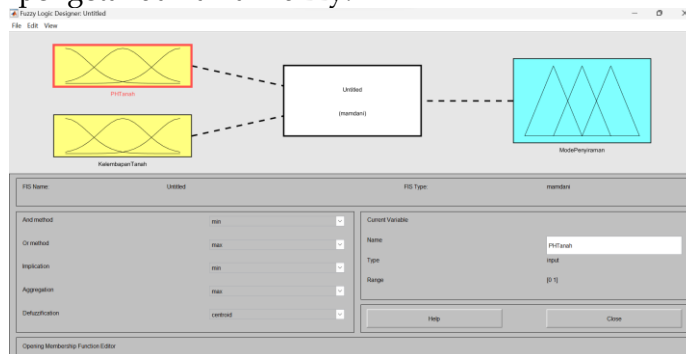 Fuzzy Logic Designer: Untitled
File Edit View
PHTanah
KelembapanTanah
Untitled
(mamdani)
ModePenyiraman
FIS Name: Untitled FIS Type: mamdani
And method min
Or method max
Implication min
Aggregation max
Defuzzification centroid
Current Variable
Name PHTanah
Type input
Range [0 1]
Help Close
Opening Membership Function Editor